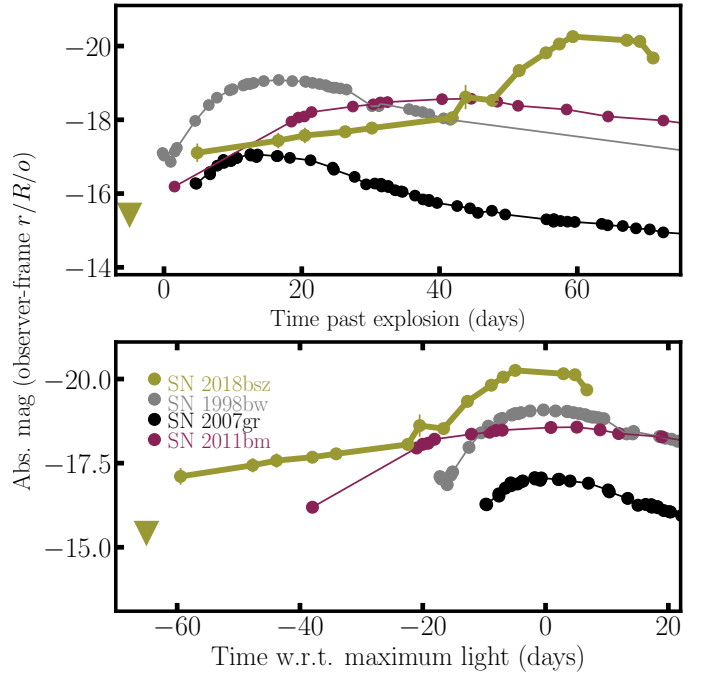 −20
−18
−16
−14
0
20
40
60
Time past explosion (days)
Abs. mag (observer-frame r/R/o)
−20.0
−17.5
−15.0
SN 2018bsz
SN 1998bw
SN 2007gr
SN 2011bm
−60
−40
−20
0
20
Time w.r.t. maximum light (days)